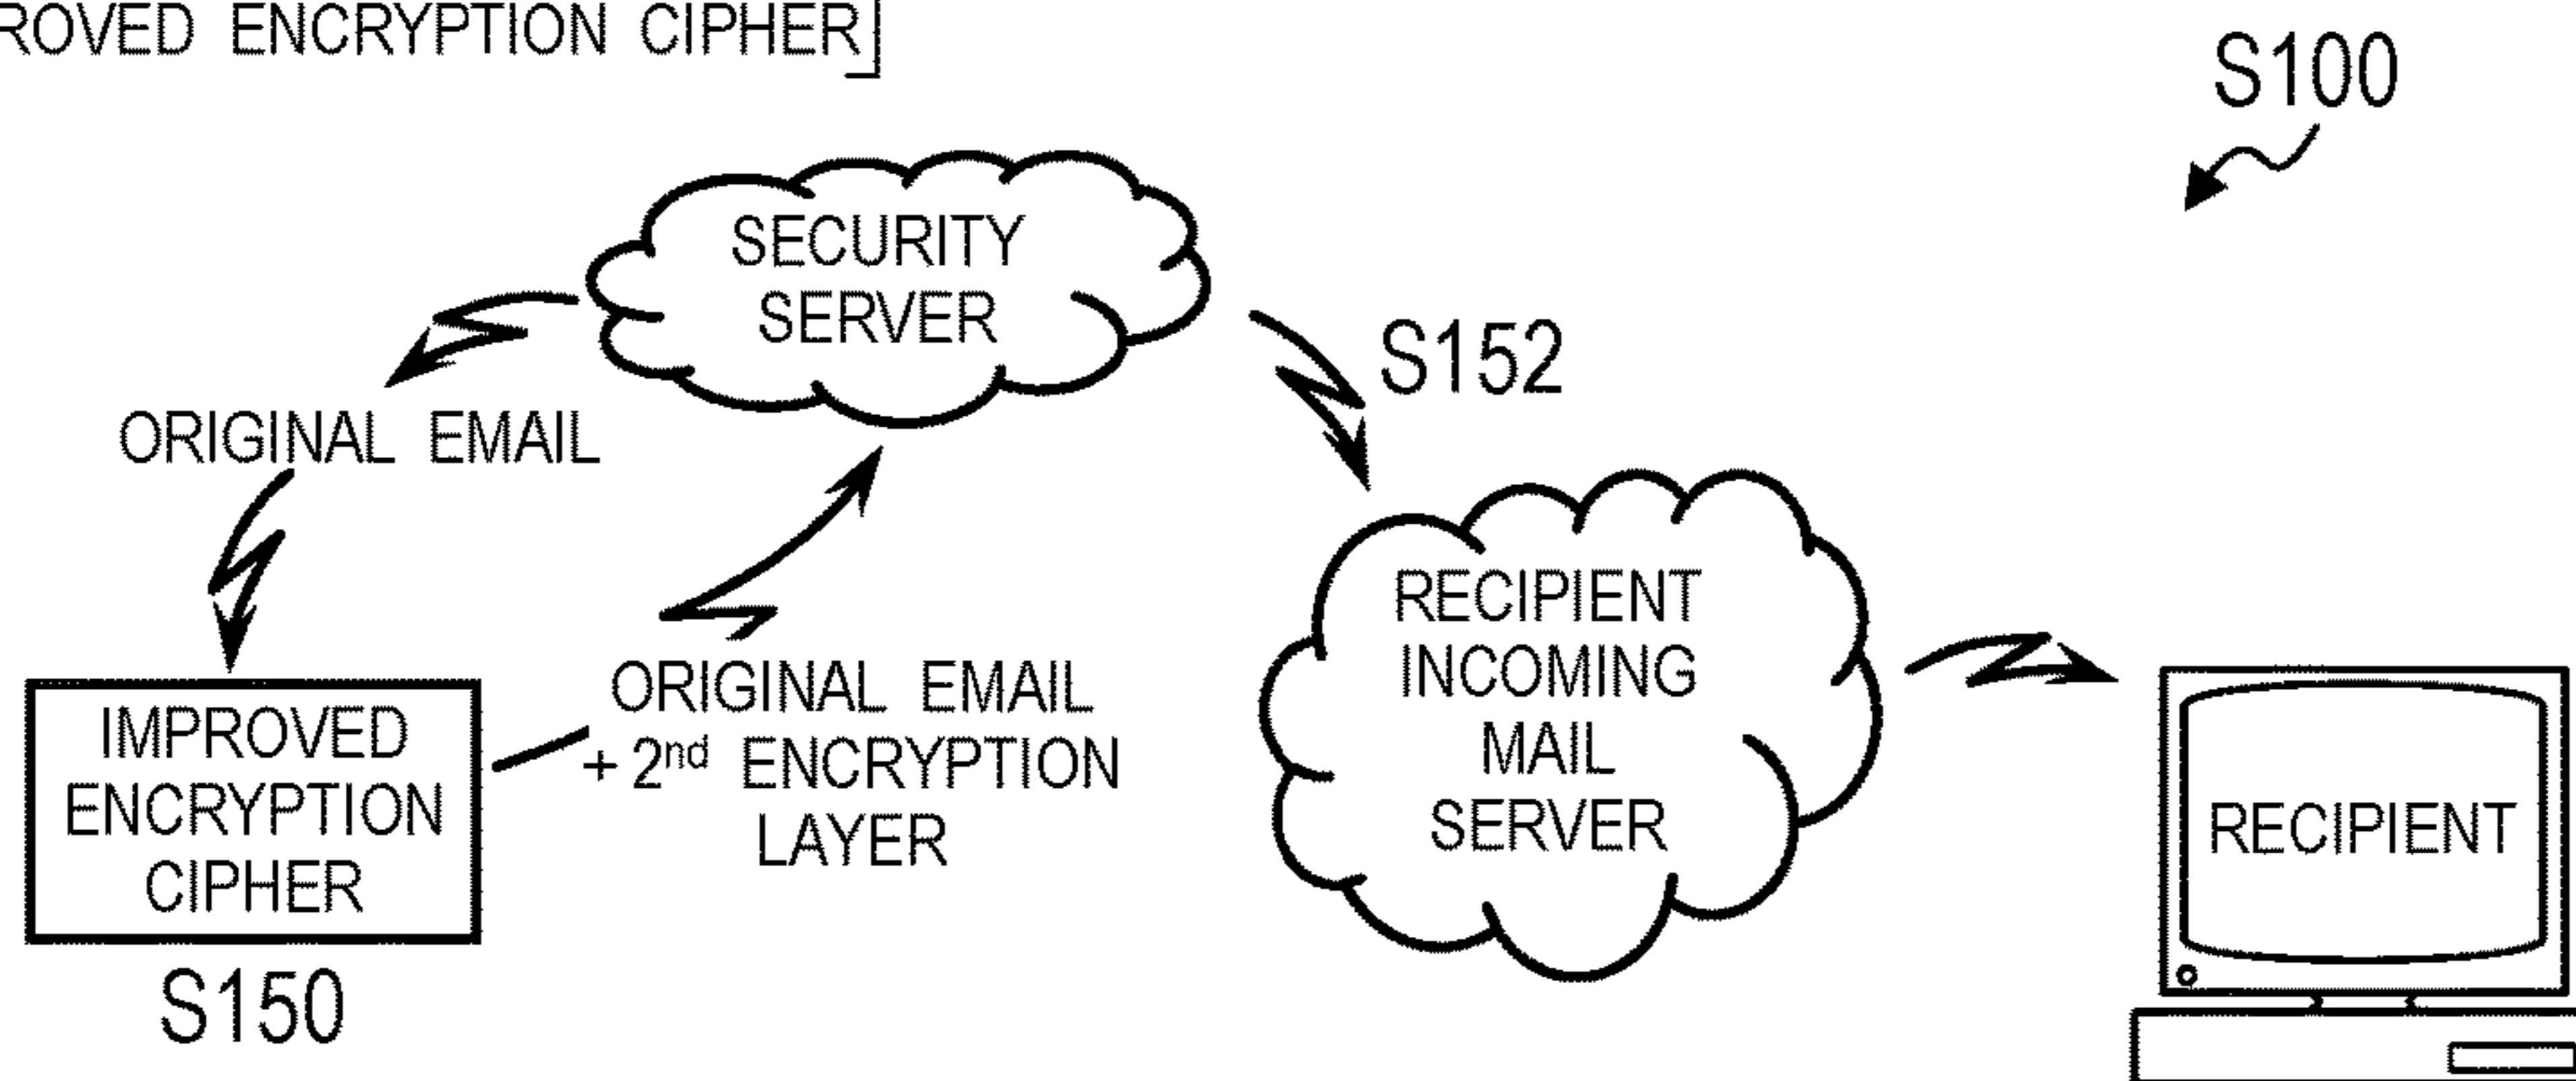 ENCRYPTION CIPHER
S100
SECURITY
SERVER
S152
ORIGINAL EMAIL
RECIPIENT
INCOMING
MAIL
SERVER
ORIGINAL EMAIL
+ 2nd ENCRYPTION
LAYER
IMPROVED
ENCRYPTION
CIPHER
S150
RECIPIENT